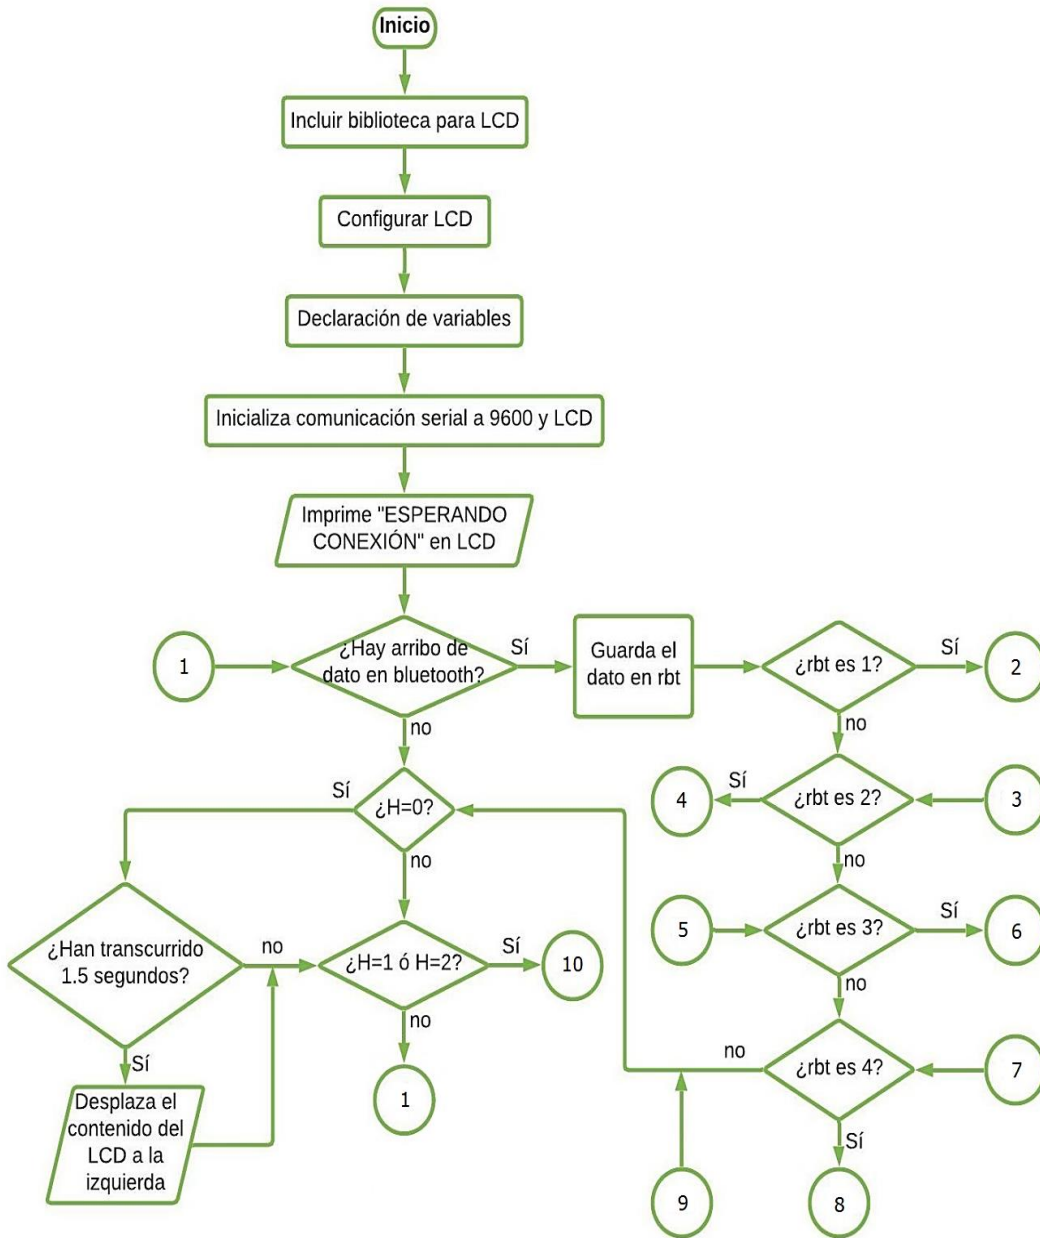 Inicio
Incluir biblioteca para LCD
Configurar LCD
Declaración de variables
Inicializa comunicación serial a 9600 y LCD
Imprime "ESPERANDO
CONEXIÓN" en LCD
1
¿Hay arribo de
dato en bluetooth?
Sí
no
Guarda el
dato en rbt
¿rbt es 1?
Sí
2
no
4
Sí
¿rbt es 2?
3
no
5
¿rbt es 3?
Sí
6
no
¿H=0?
Sí
no
¿Han transcurrido
1.5 segundos?
no
Sí
Desplaza el
contenido del
LCD a la
izquierda
¿H=1 ó H=2?
Sí
10
no
1
no
¿rbt es 4?
7
Sí
9
8